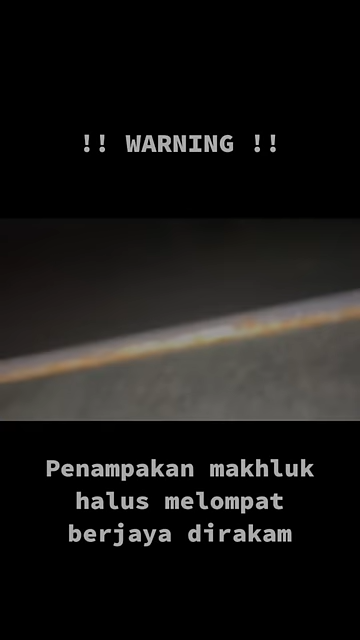 !! WARNING !!
Penampakan makhluk
halus melompat
berjaya dirakam